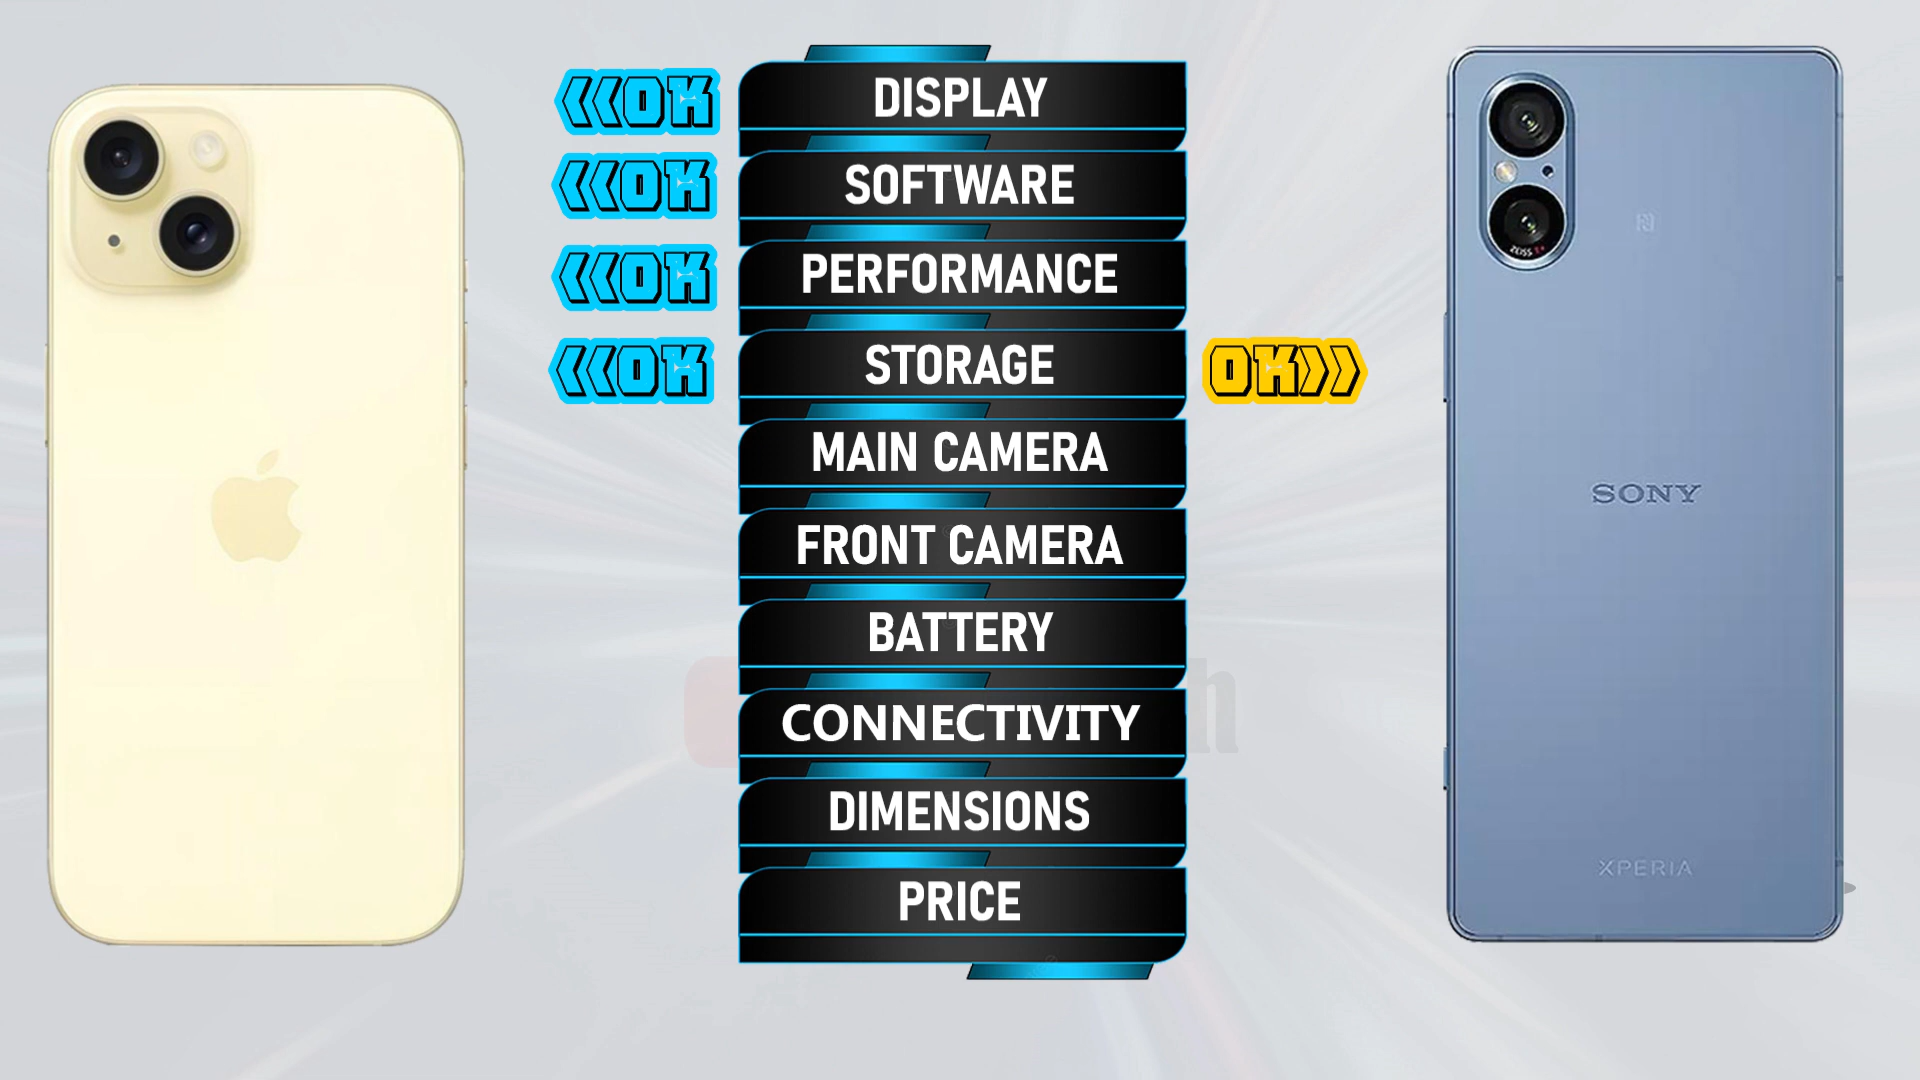 <<OK DISPLAY
<<OK SOFTWARE
<<OK PERFORMANCE
<<OK STORAGE OK>>
MAIN CAMERA
FRONT CAMERA
BATTERY
CONNECTIVITY
DIMENSIONS
PRICE
ZEISS
SONY
XPERIA